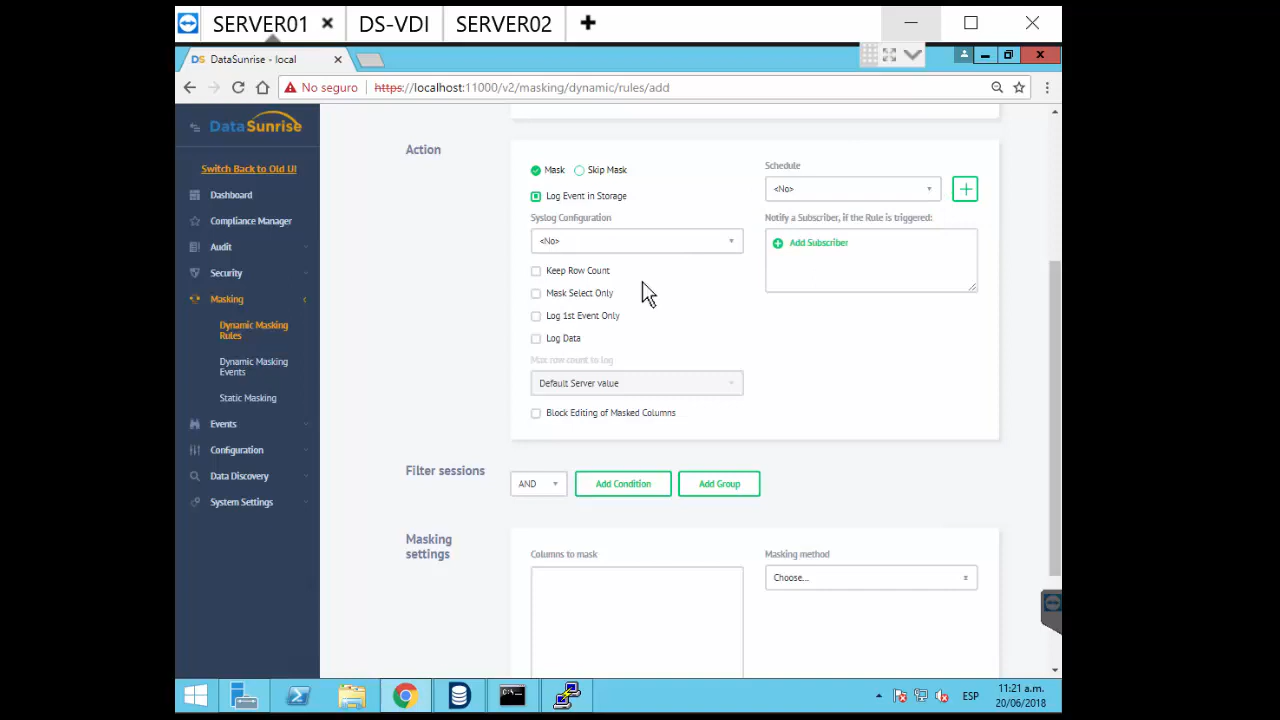 SERVER01
DS-VDI
SERVER02
DS DataSunrise - local
No seguro
https://localhost:11000/v2/masking/dynamic/rules/add
DataSunrise
Switch Back to Old UI
Dashboard
Compliance Manager
Audit
Security
Masking
Dynamic Masking
Rules
Dynamic Masking
Events
Static Masking
Events
Configuration
Data Discovery
System Settings
Action
Mask
Skip Mask
Log Event in Storage
Syslog Configuration
<No>
Keep Row Count
Mask Select Only
Log 1st Event Only
Log Data
Max row count to log
Default Server value
Block Editing of Masked Columns
Schedule
<No>
Notify a Subscriber, if the Rule is triggered:
Add Subscriber
Filter sessions
AND
Add Condition
Add Group
Masking
settings
Columns to mask
Masking method
Choose...
ESP
11:21 a.m.
20/06/2018